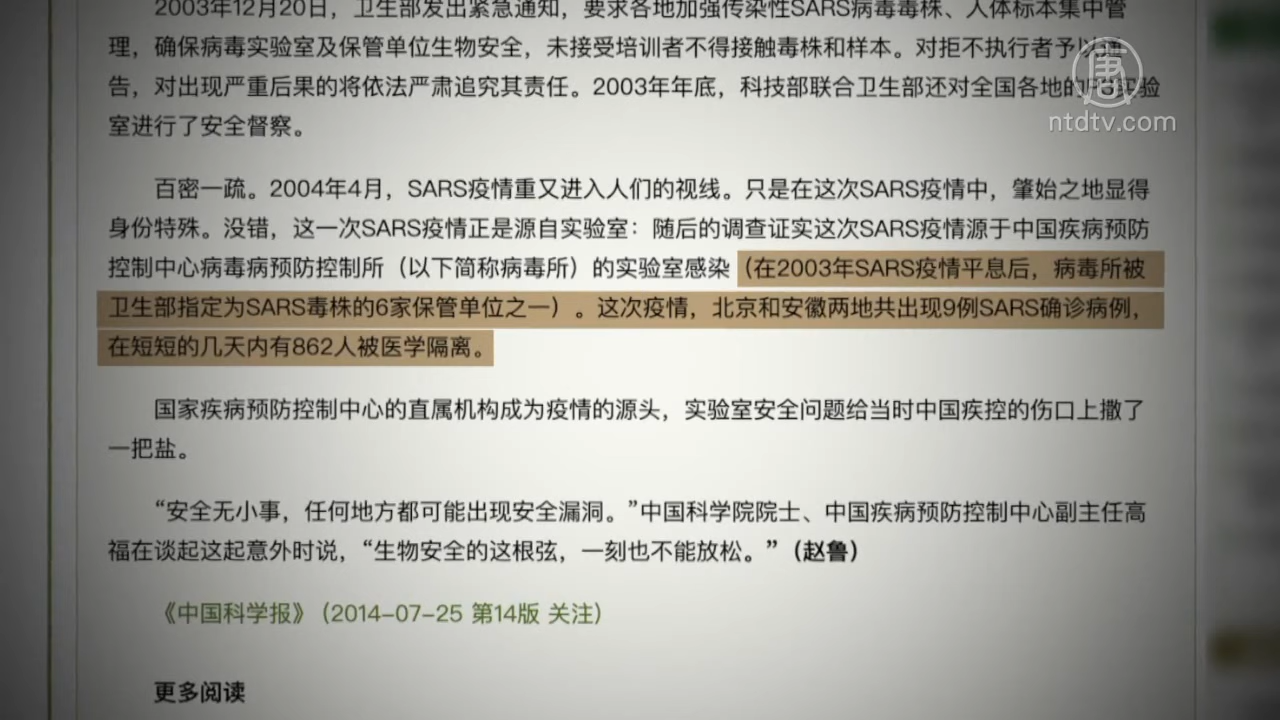 2003年12月20日，卫生部发出紧急通知，要求各地加强传染性SARS病毒毒株、人体标本集中管
理，确保病毒实验室及保管单位生物安全，未接受培训者不得接触毒株和样本。对拒不执行者予以通
告，对出现严重后果的将依法严肃追究其责任。2003年年底，科技部联合卫生部还对全国各地的 实验
室进行了安全督察。
ntdtv.com
百密一疏。2004年4月，SARS疫情重又进入人们的视线。只是在这次SARS疫情中，肇始之地显得
身份特殊。没错，这一次SARS疫情正是源自实验室：随后的调查证实这次SARS疫情源于中国疾病预防
控制中心病毒病预防控制所（以下简称病毒所）的实验室感染（在2003年SARS疫情平息后，病毒所被
卫生部指定为SARS毒株的6家保管单位之一）。这次疫情，北京和安徽两地共出现9例SARS确诊病例，
在短短的几天内有862人被医学隔离。
国家疾病预防控制中心的直属机构成为疫情的源头，实验室安全问题给当时中国疾控的伤口上撒了
一把盐。
“安全无小事，任何地方都可能出现安全漏洞。”中国科学院院士、中国疾病预防控制中心副主任高
福在谈起这起意外时说，“生物安全的这根弦，一刻也不能放松。”（赵鲁）
《中国科学报》（2014-07-25 第14版 关注）
更多阅读